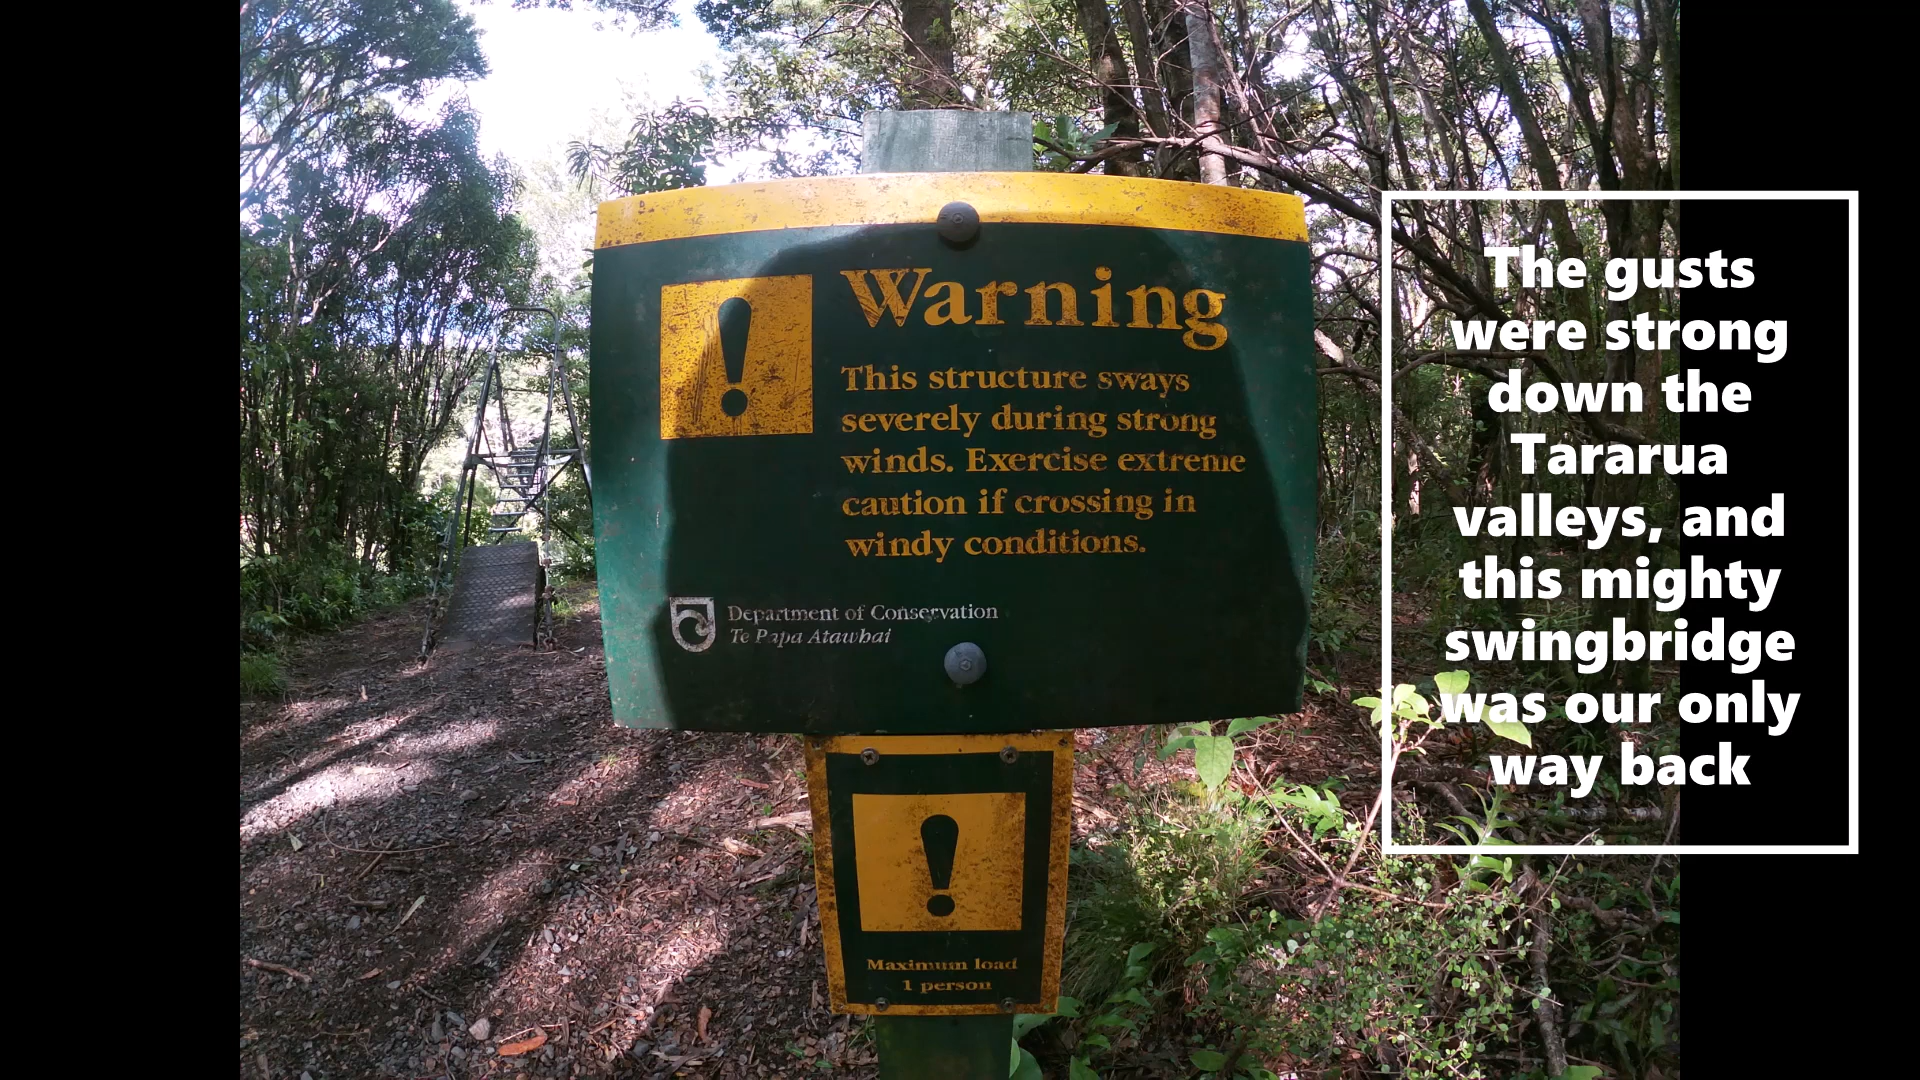 Warning
This structure sways
severely during strong
winds. Exercise extreme
caution if crossing in
windy conditions.
Department of Conservation
Te Papa Atawhai
Maximum load
1 person
The gusts
were strong
down the
Tararua
valleys, and
this mighty
swingbridge
was our only
way back